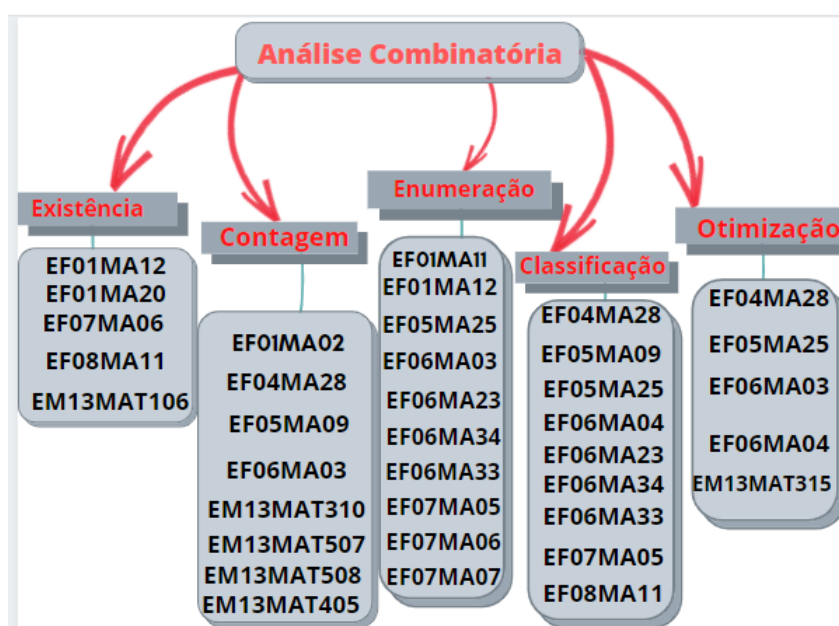 Análise Combinatória
Existência
EF01MA12
EF01MA20
EF07MA06
EF08MA11
EM13MAT106
Contagem
EF01MA02
EF04MA28
EF05MA09
EF06MA03
EM13MAT310
EM13MAT507
EM13MAT508
EM13MAT405
Enumeração
EF01MA11
EF01MA12
EF05MA25
EF06MA03
EF06MA23
EF06MA34
EF06MA33
EF07MA05
EF07MA06
EF07MA07
Classificação
EF04MA28
EF05MA09
EF05MA25
EF06MA04
EF06MA23
EF06MA34
EF06MA33
EF07MA05
EF08MA11
Otimização
EF04MA28
EF05MA25
EF06MA03
EF06MA04
EM13MAT315